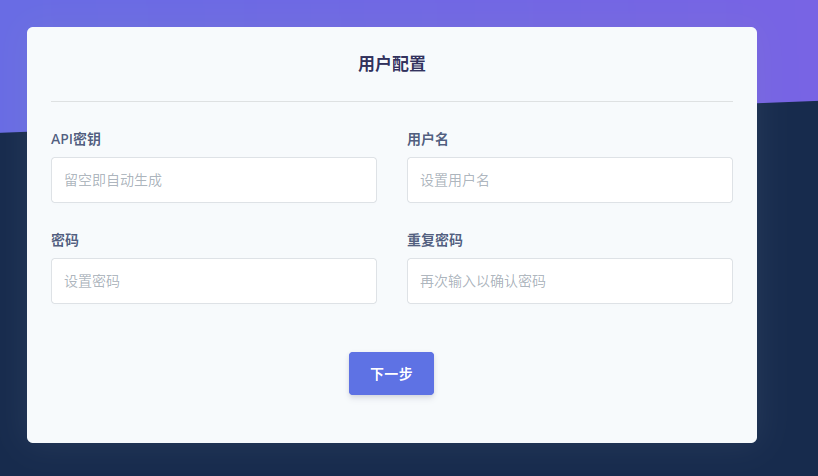 用户配置
API密钥
用户名
留空即自动生成
设置用户名
密码
重复密码
设置密码
再次输入以确认密码
下一步